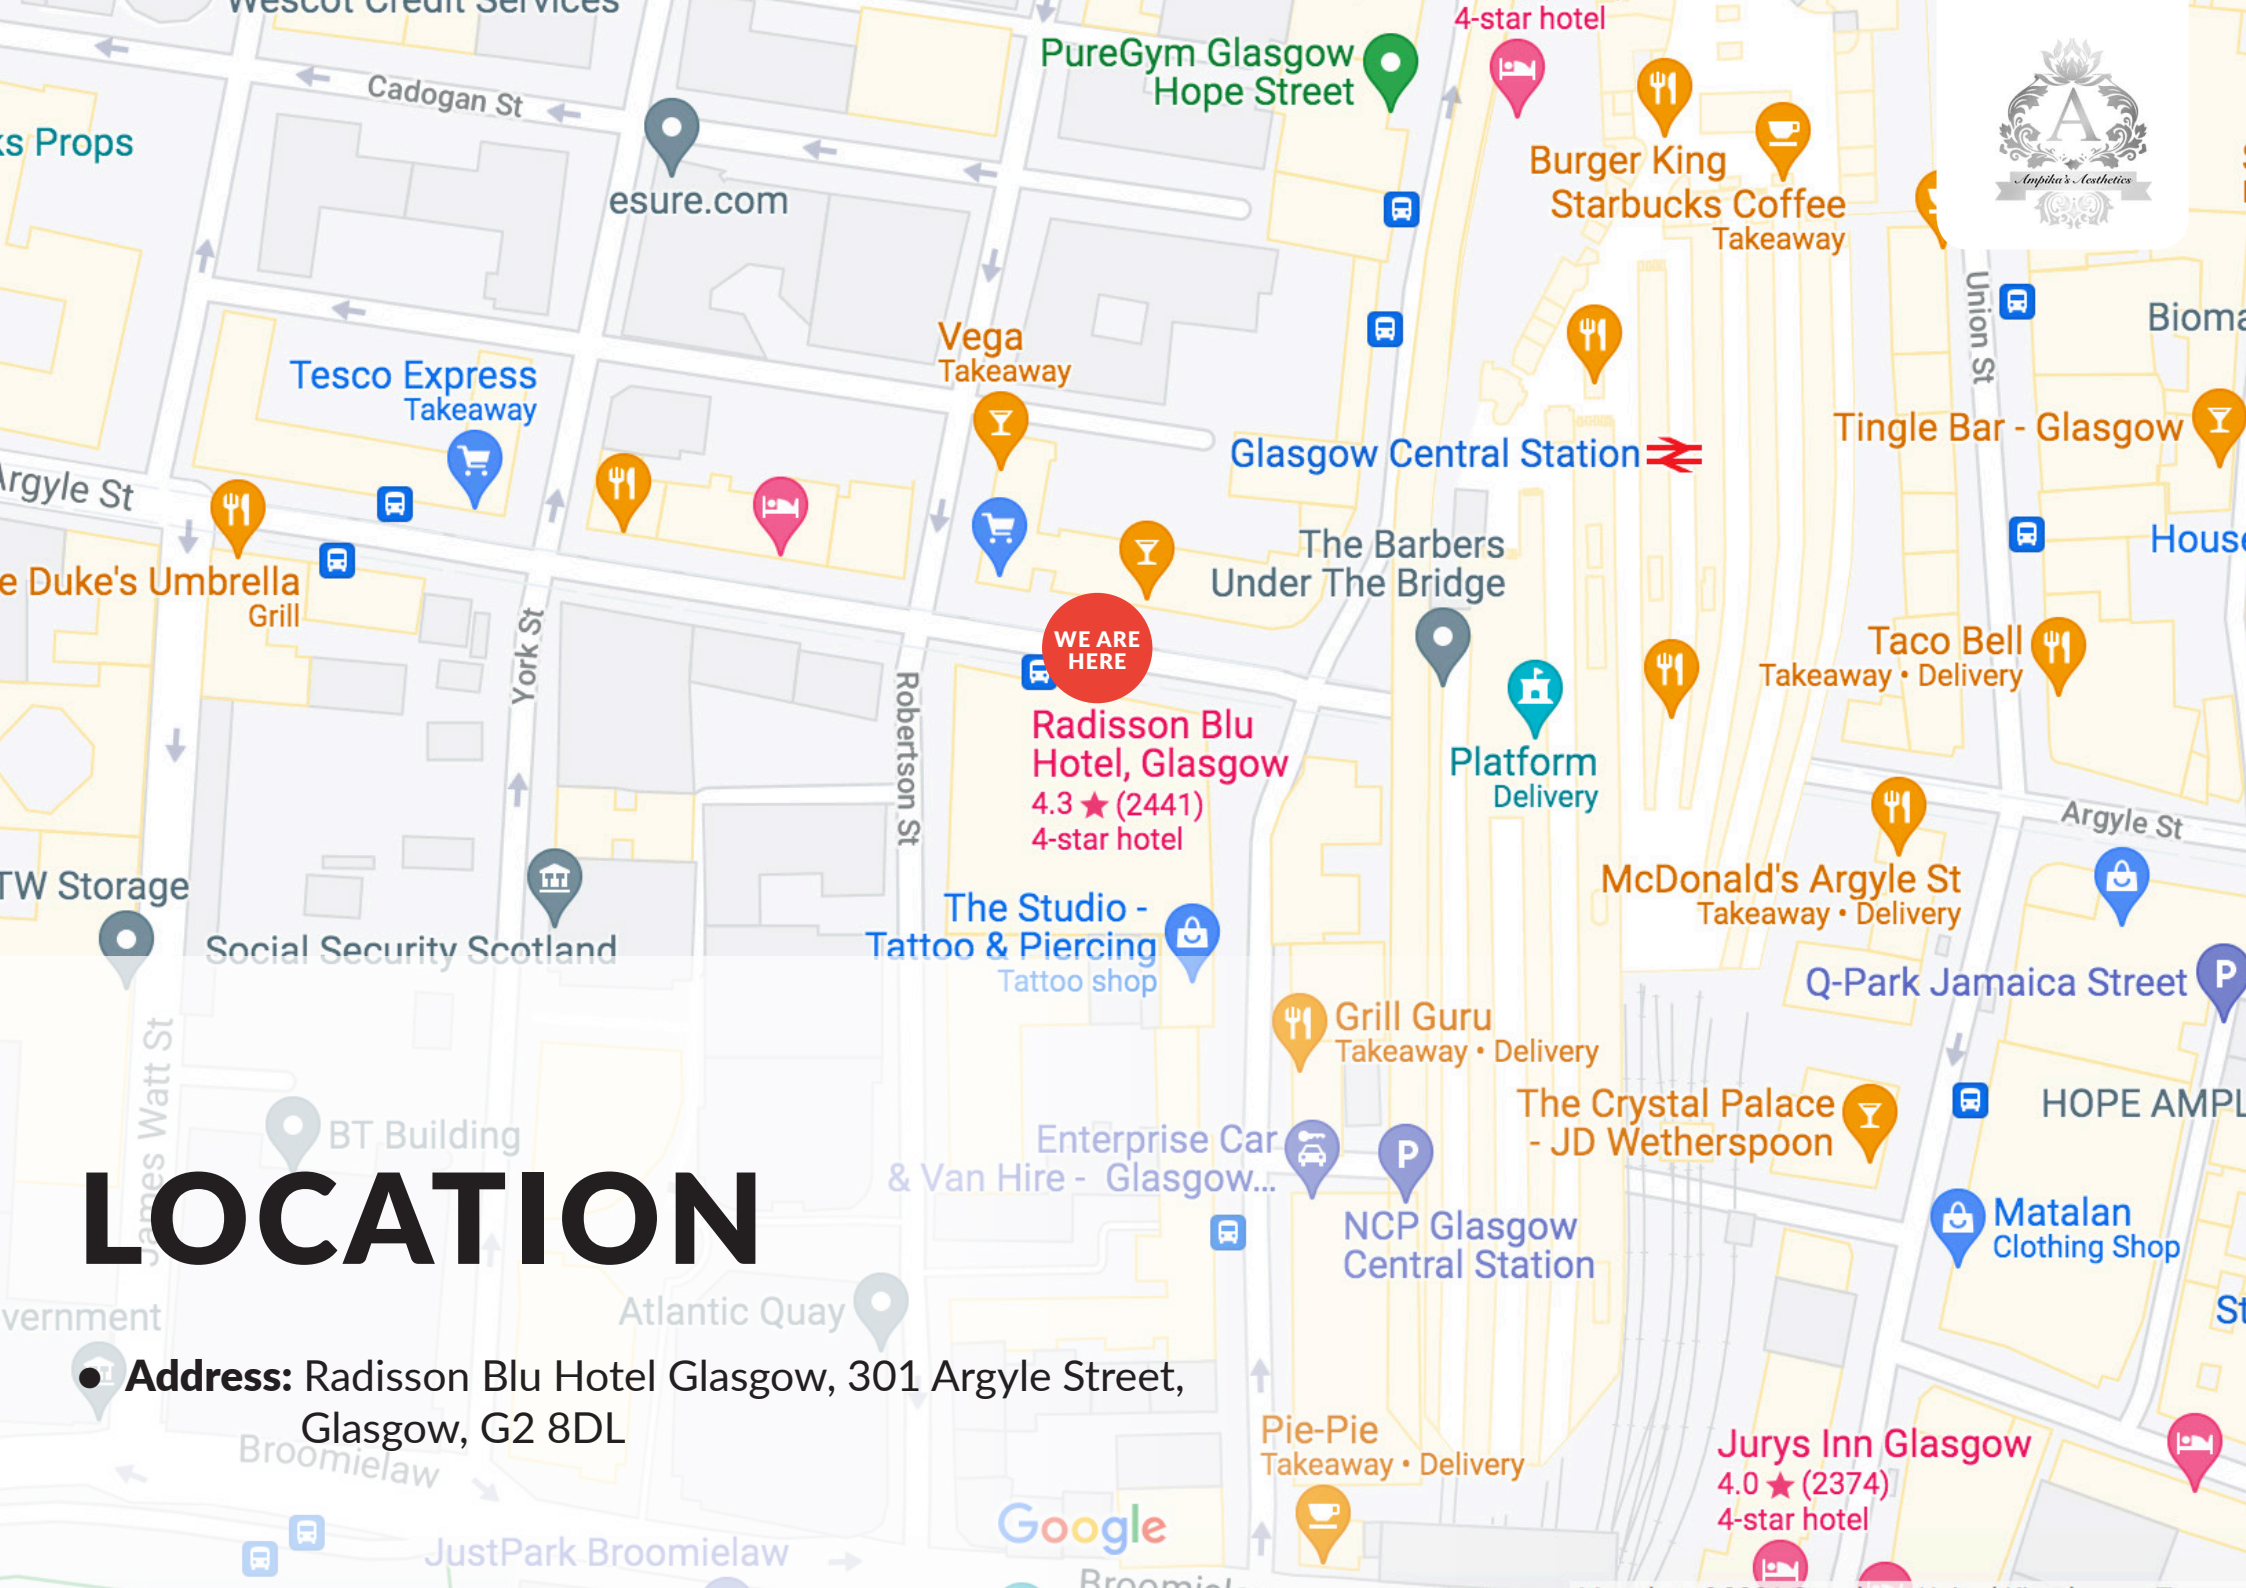 Wescot Credit Services
4-star hotel
PureGym Glasgow
Hope Street
Cadogan St
ks Props
esure.com
Burger King
Starbucks Coffee
Takeaway
A
Ampika's Aesthetics
Union St
Bioma
Vega
Takeaway
Tesco Express
Takeaway
Tingle Bar - Glasgow
Glasgow Central Station
Argyle St
The Barbers
Under The Bridge
House
e Duke's Umbrella
Grill
York St
WE ARE
HERE
Taco Bell
Takeaway • Delivery
Robertson St
Radisson Blu
Hotel, Glasgow
4.3 ★ (2441)
4-star hotel
Platform
Delivery
Argyle St
McDonald's Argyle St
Takeaway • Delivery
TW Storage
Social Security Scotland
The Studio -
Tattoo & Piercing
Tattoo shop
Q-Park Jamaica Street
P
Grill Guru
Takeaway • Delivery
James Watt St
BT Building
The Crystal Palace
- JD Wetherspoon
HOPE AMPL
Enterprise Car
& Van Hire - Glasgow...
P
NCP Glasgow
Central Station
Matalan
Clothing Shop
LOCATION
vernment
Atlantic Quay
St
• Address: Radisson Blu Hotel Glasgow, 301 Argyle Street,
Glasgow, G2 8DL
Broomielaw
Pie-Pie
Takeaway • Delivery
Jurys Inn Glasgow
4.0 ★ (2374)
4-star hotel
Google
JustPark Broomielaw